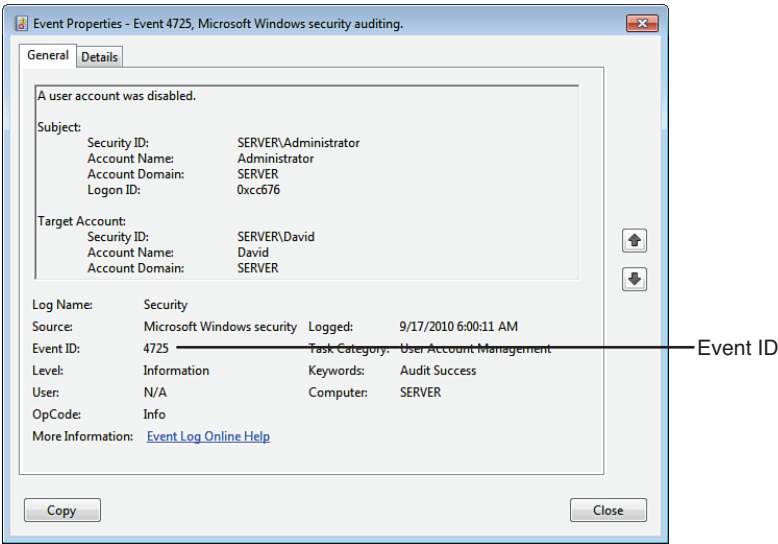 Event Properties - Event 4725, Microsoft Windows security auditing.
General Details
A user account was disabled.
Subject:
Security ID: SERVER\Administrator
Account Name: Administrator
Account Domain: SERVER
Logon ID: 0xcc676
Target Account:
Security ID: SERVER\David
Account Name: David
Account Domain: SERVER
Log Name: Security
Source: Microsoft Windows security Logged: 9/17/2010 6:00:11 AM
Event ID: 4725 Task Category: User Account Management Event ID
Level: Information Keywords: Audit Success
User: N/A Computer: SERVER
OpCode: Info
More Information: Event Log Online Help
Copy Close